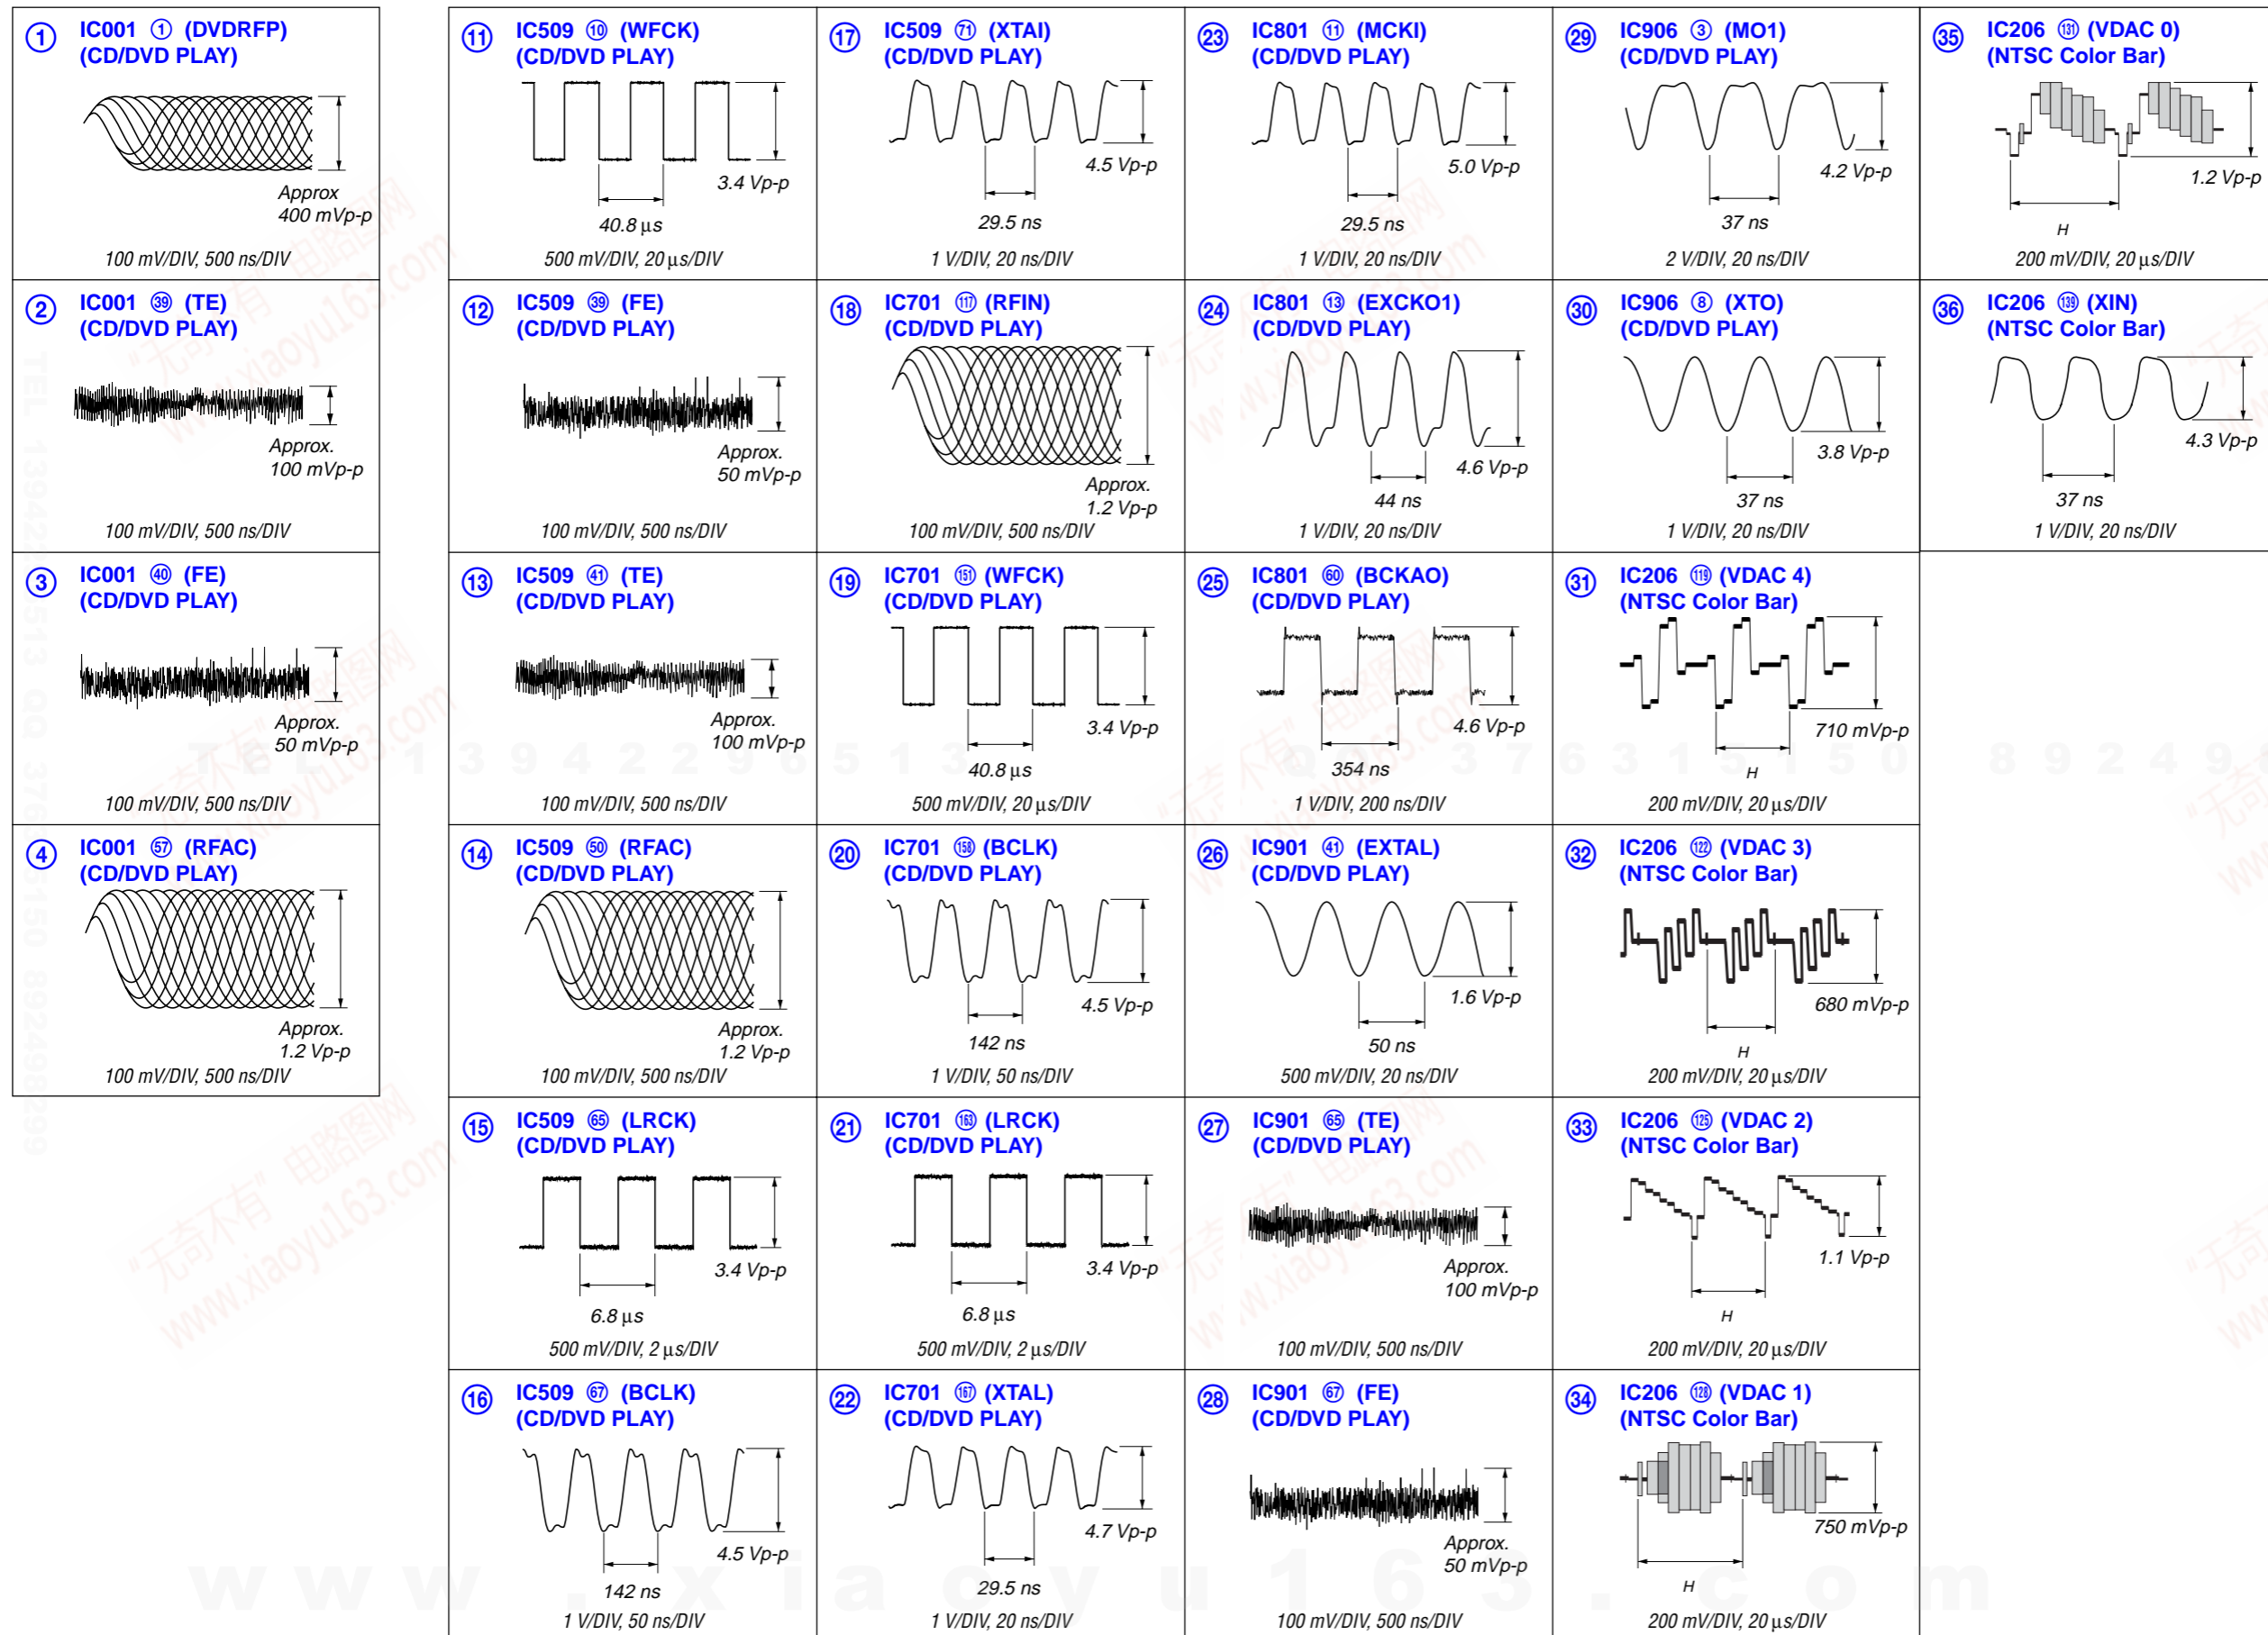 ① IC001 ① (DVDRFP)
(CD/DVD PLAY)
Approx
400 mVp-p
100 mV/DIV, 500 ns/DIV
② IC001 ㊴ (TE)
(CD/DVD PLAY)
Approx.
100 mVp-p
100 mV/DIV, 500 ns/DIV
③ IC001 ㊵ (FE)
(CD/DVD PLAY)
Approx.
50 mVp-p
100 mV/DIV, 500 ns/DIV
④ IC001 57 (RFAC)
(CD/DVD PLAY)
Approx.
1.2 Vp-p
100 mV/DIV, 500 ns/DIV
⑪ IC509 ⑩ (WFCK)
(CD/DVD PLAY)
3.4 Vp-p
40.8 µs
500 mV/DIV, 20 µs/DIV
⑫ IC509 ㊴ (FE)
(CD/DVD PLAY)
Approx.
50 mVp-p
100 mV/DIV, 500 ns/DIV
⑬ IC509 ㊶ (TE)
(CD/DVD PLAY)
Approx.
100 mVp-p
100 mV/DIV, 500 ns/DIV
⑭ IC509 ㊿ (RFAC)
(CD/DVD PLAY)
Approx.
1.2 Vp-p
100 mV/DIV, 500 ns/DIV
⑮ IC509 65 (LRCK)
(CD/DVD PLAY)
3.4 Vp-p
6.8 µs
500 mV/DIV, 2 µs/DIV
⑯ IC509 67 (BCLK)
(CD/DVD PLAY)
4.5 Vp-p
142 ns
1 V/DIV, 50 ns/DIV
⑰ IC509 71 (XTAI)
(CD/DVD PLAY)
4.5 Vp-p
29.5 ns
1 V/DIV, 20 ns/DIV
⑱ IC701 117 (RFIN)
(CD/DVD PLAY)
Approx.
1.2 Vp-p
100 mV/DIV, 500 ns/DIV
⑲ IC701 151 (WFCK)
(CD/DVD PLAY)
3.4 Vp-p
40.8 µs
500 mV/DIV, 20 µs/DIV
⑳ IC701 158 (BCLK)
(CD/DVD PLAY)
4.5 Vp-p
142 ns
1 V/DIV, 50 ns/DIV
㉑ IC701 163 (LRCK)
(CD/DVD PLAY)
3.4 Vp-p
6.8 µs
500 mV/DIV, 2 µs/DIV
㉒ IC701 167 (XTAL)
(CD/DVD PLAY)
4.7 Vp-p
29.5 ns
1 V/DIV, 20 ns/DIV
㉓ IC801 ⑪ (MCKI)
(CD/DVD PLAY)
5.0 Vp-p
29.5 ns
1 V/DIV, 20 ns/DIV
㉔ IC801 ⑬ (EXCKO1)
(CD/DVD PLAY)
4.6 Vp-p
44 ns
1 V/DIV, 20 ns/DIV
㉕ IC801 60 (BCKAO)
(CD/DVD PLAY)
4.6 Vp-p
354 ns
1 V/DIV, 200 ns/DIV
㉖ IC901 ㊶ (EXTAL)
(CD/DVD PLAY)
1.6 Vp-p
50 ns
500 mV/DIV, 20 ns/DIV
㉗ IC901 65 (TE)
(CD/DVD PLAY)
Approx.
100 mVp-p
100 mV/DIV, 500 ns/DIV
㉘ IC901 67 (FE)
(CD/DVD PLAY)
Approx.
50 mVp-p
100 mV/DIV, 500 ns/DIV
㉙ IC906 ③ (MO1)
(CD/DVD PLAY)
4.2 Vp-p
37 ns
2 V/DIV, 20 ns/DIV
㉚ IC906 ⑧ (XTO)
(CD/DVD PLAY)
3.8 Vp-p
37 ns
1 V/DIV, 20 ns/DIV
㉛ IC206 119 (VDAC 4)
(NTSC Color Bar)
710 mVp-p
H
200 mV/DIV, 20 µs/DIV
㉜ IC206 122 (VDAC 3)
(NTSC Color Bar)
680 mVp-p
H
200 mV/DIV, 20 µs/DIV
㉝ IC206 125 (VDAC 2)
(NTSC Color Bar)
1.1 Vp-p
H
200 mV/DIV, 20 µs/DIV
㉞ IC206 128 (VDAC 1)
(NTSC Color Bar)
750 mVp-p
H
200 mV/DIV, 20 µs/DIV
㉟ IC206 131 (VDAC 0)
(NTSC Color Bar)
1.2 Vp-p
H
200 mV/DIV, 20 µs/DIV
㊱ IC206 139 (XIN)
(NTSC Color Bar)
4.3 Vp-p
37 ns
1 V/DIV, 20 ns/DIV
TEL 13942296513 QQ 376315150 892498299
"无奇不有" 电路图网
www.xiaoyu163.com
www.xiaoyu163.com